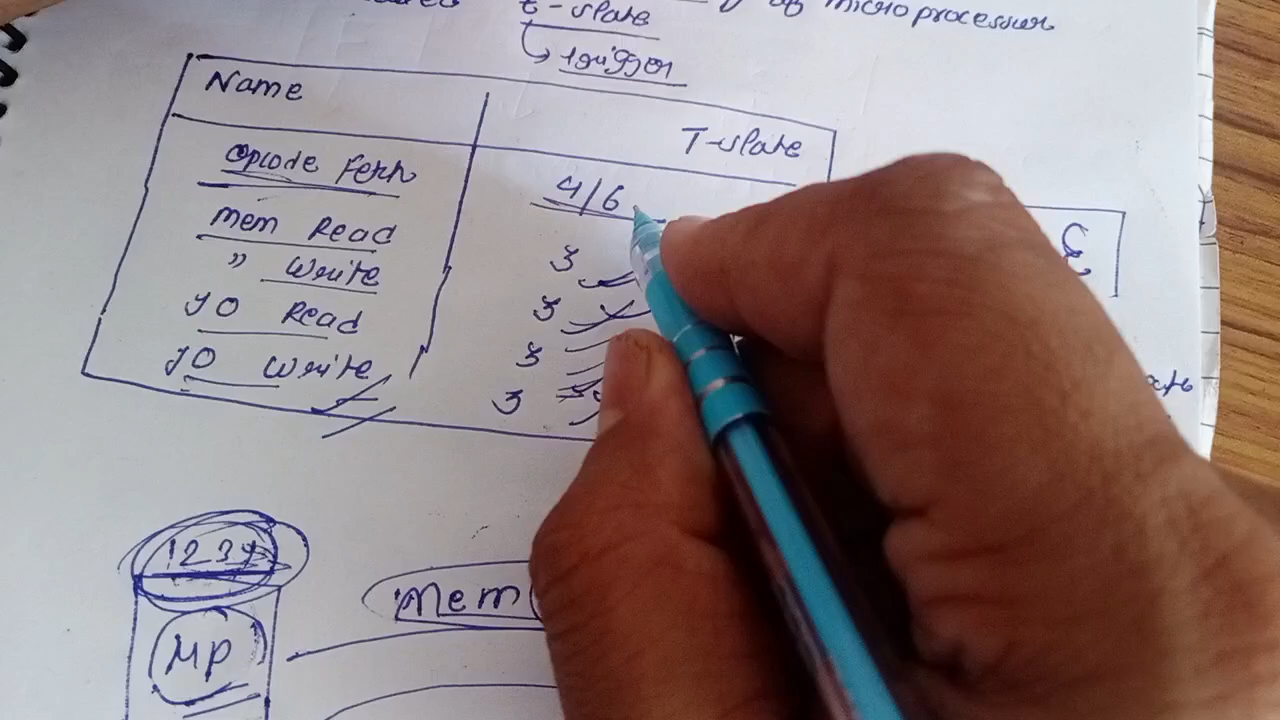 t-state
of microprocessor
trigger
Name
T-state
opcode Fetch
4/6
Mem Read
3
" Write
3
IO Read
3
IO Write
3
1234
Mem
MP